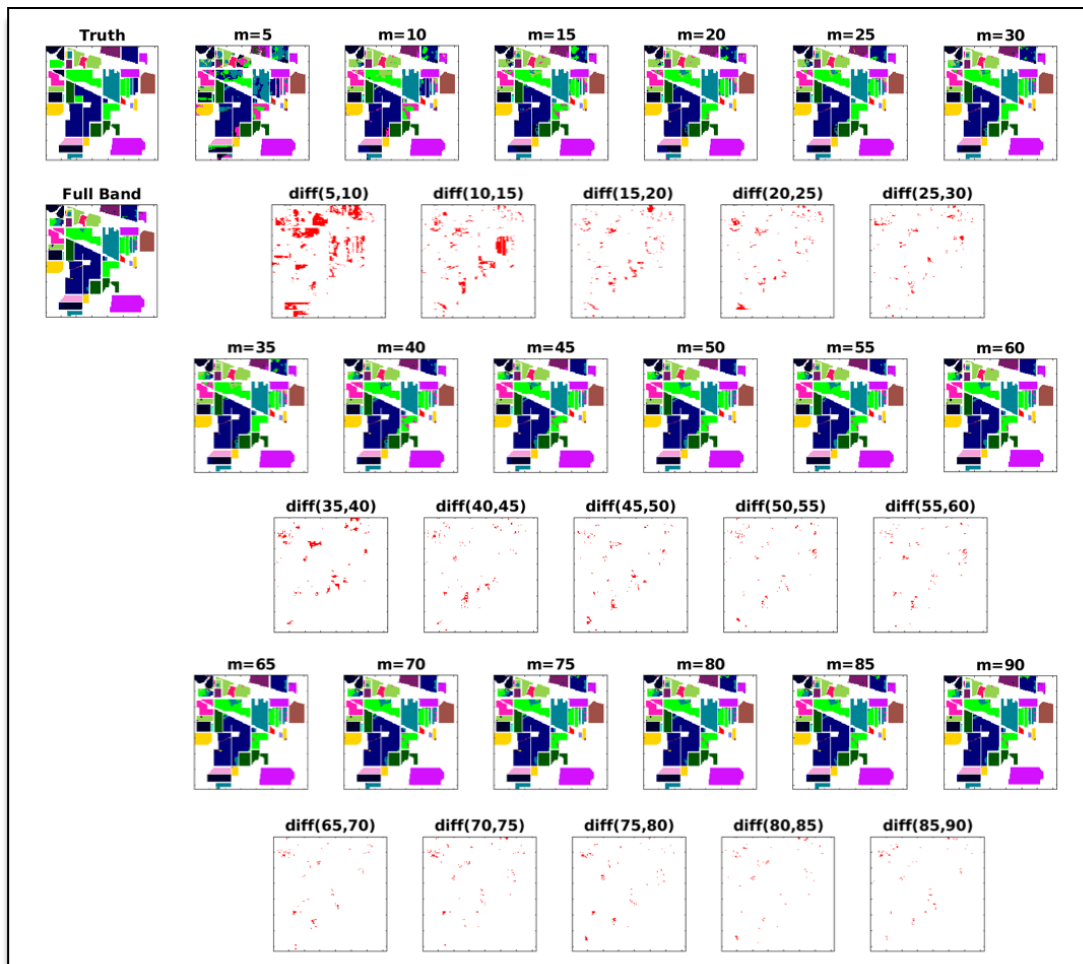 Truth m=5 m=10 m=15 m=20 m=25 m=30
Full Band diff(5,10) diff(10,15) diff(15,20) diff(20,25) diff(25,30)
m=35 m=40 m=45 m=50 m=55 m=60
diff(35,40) diff(40,45) diff(45,50) diff(50,55) diff(55,60)
m=65 m=70 m=75 m=80 m=85 m=90
diff(65,70) diff(70,75) diff(75,80) diff(80,85) diff(85,90)